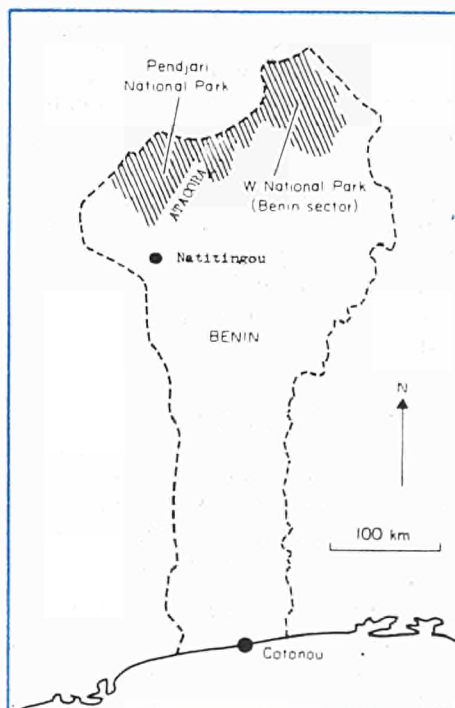 Pendjari
National Park
ATACORA
W National Park
(Benin sector)
Natitingou
BENIN
N
100 km
Cotonou